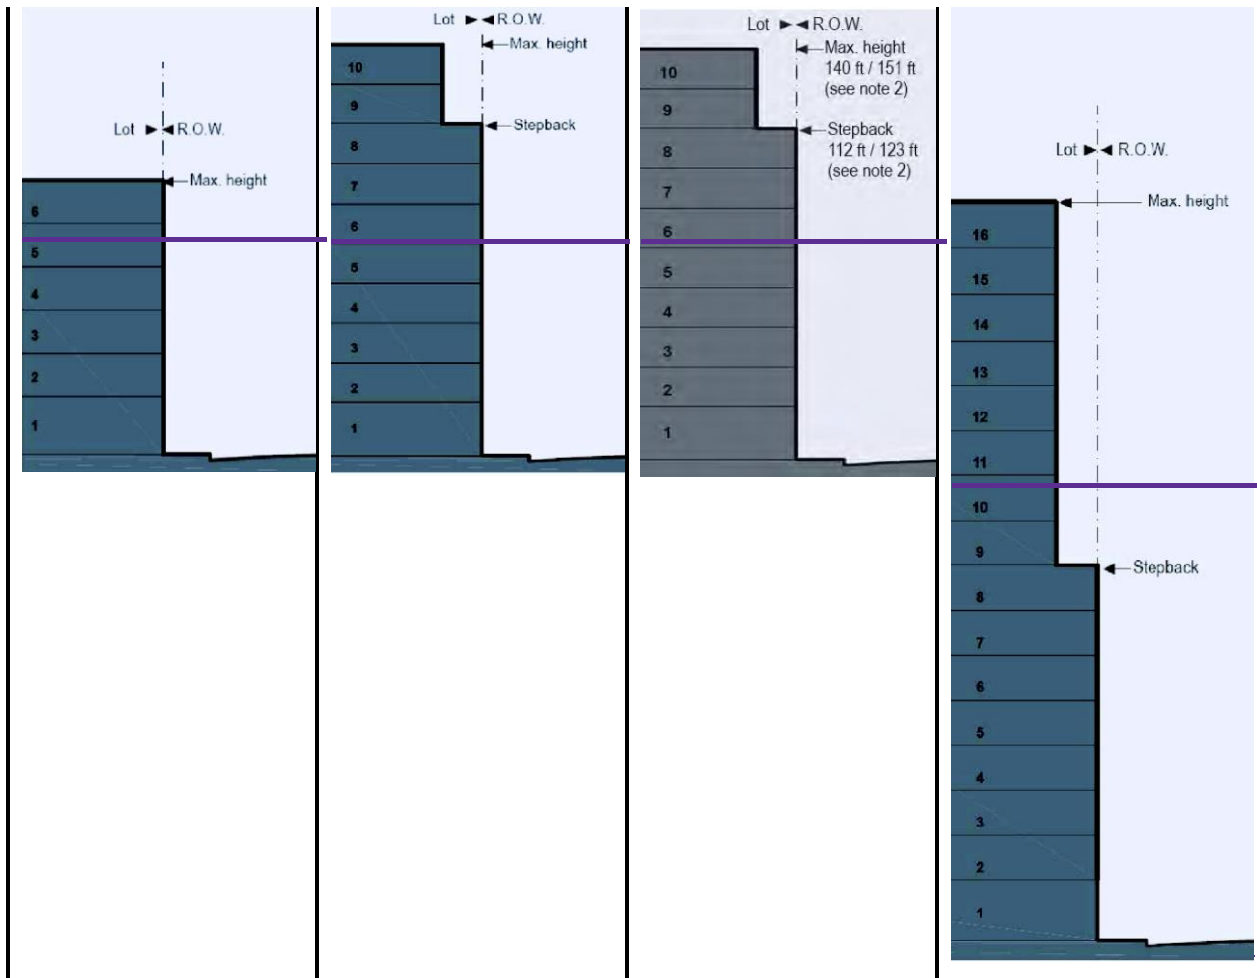 Lot R.O.W.
Max. height
6
5
4
3
2
1
Lot R.O.W.
Max. height
10
9
Stepback
8
7
6
5
4
3
2
1
Lot R.O.W.
Max. height
140 ft / 151 ft
(see note 2)
10
9
Stepback
112 ft / 123 ft
(see note 2)
8
7
6
5
4
3
2
1
Lot R.O.W.
Max. height
16
15
14
13
12
11
10
9
Stepback
8
7
6
5
4
3
2
1